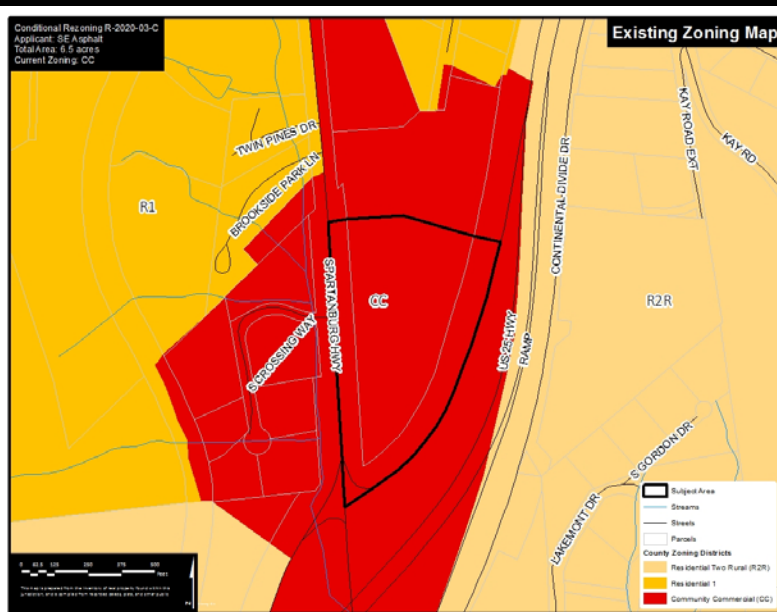 Conditional Rezoning R-2020-03-C
Applicant: SE Asphalt
Total Area: 6.5 acres
Current Zoning: CC
Existing Zoning Map
TWIN PINES DR
BROOKSIDE PARK LN
R1
SPARTANBURG HWY
S CROSSING WAY
CC
US 25 HWY
RAMP
CONTINENTAL DIVIDE DR
KAY ROAD EXT
KAY RD
R2R
S GORDON DR
LAKEMONT DR
Subject Area
Streams
Streets
Parcels
County Zoning Districts
Residential Two Rural (R2R)
Residential 1
Community Commercial (CC)